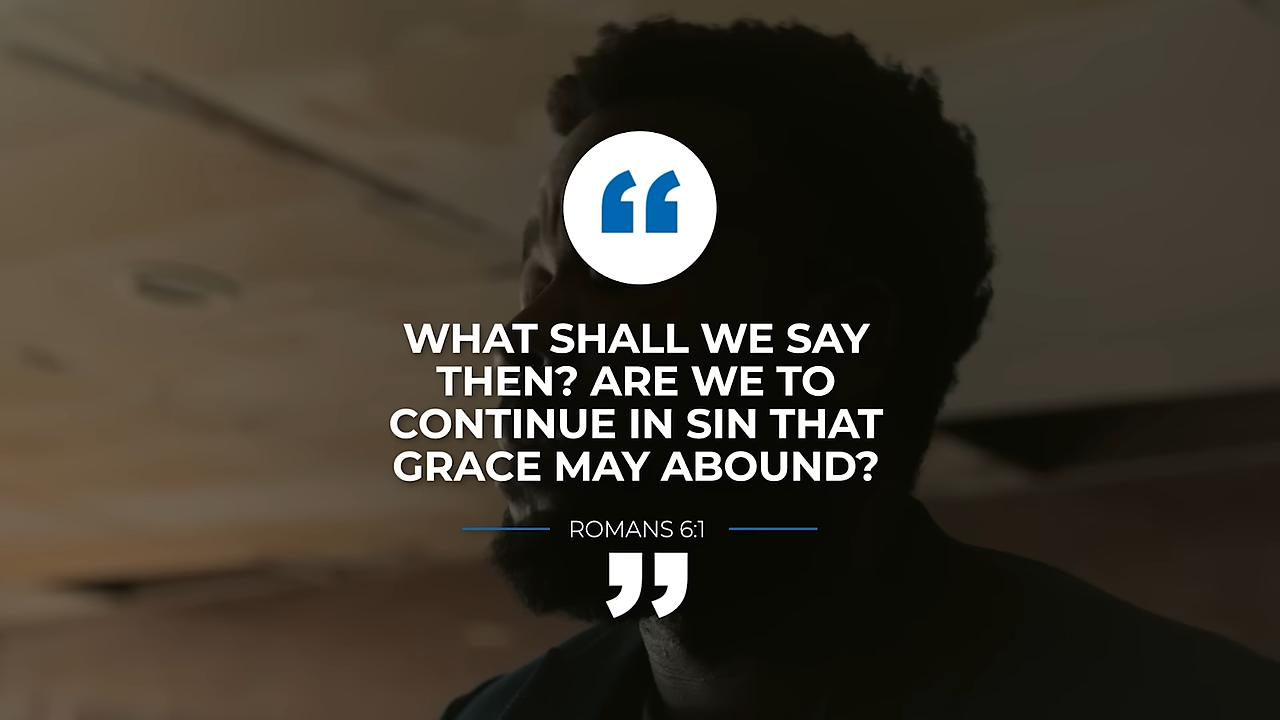 “
WHAT SHALL WE SAY
THEN? ARE WE TO
CONTINUE IN SIN THAT
GRACE MAY ABOUND?
ROMANS 6:1
”